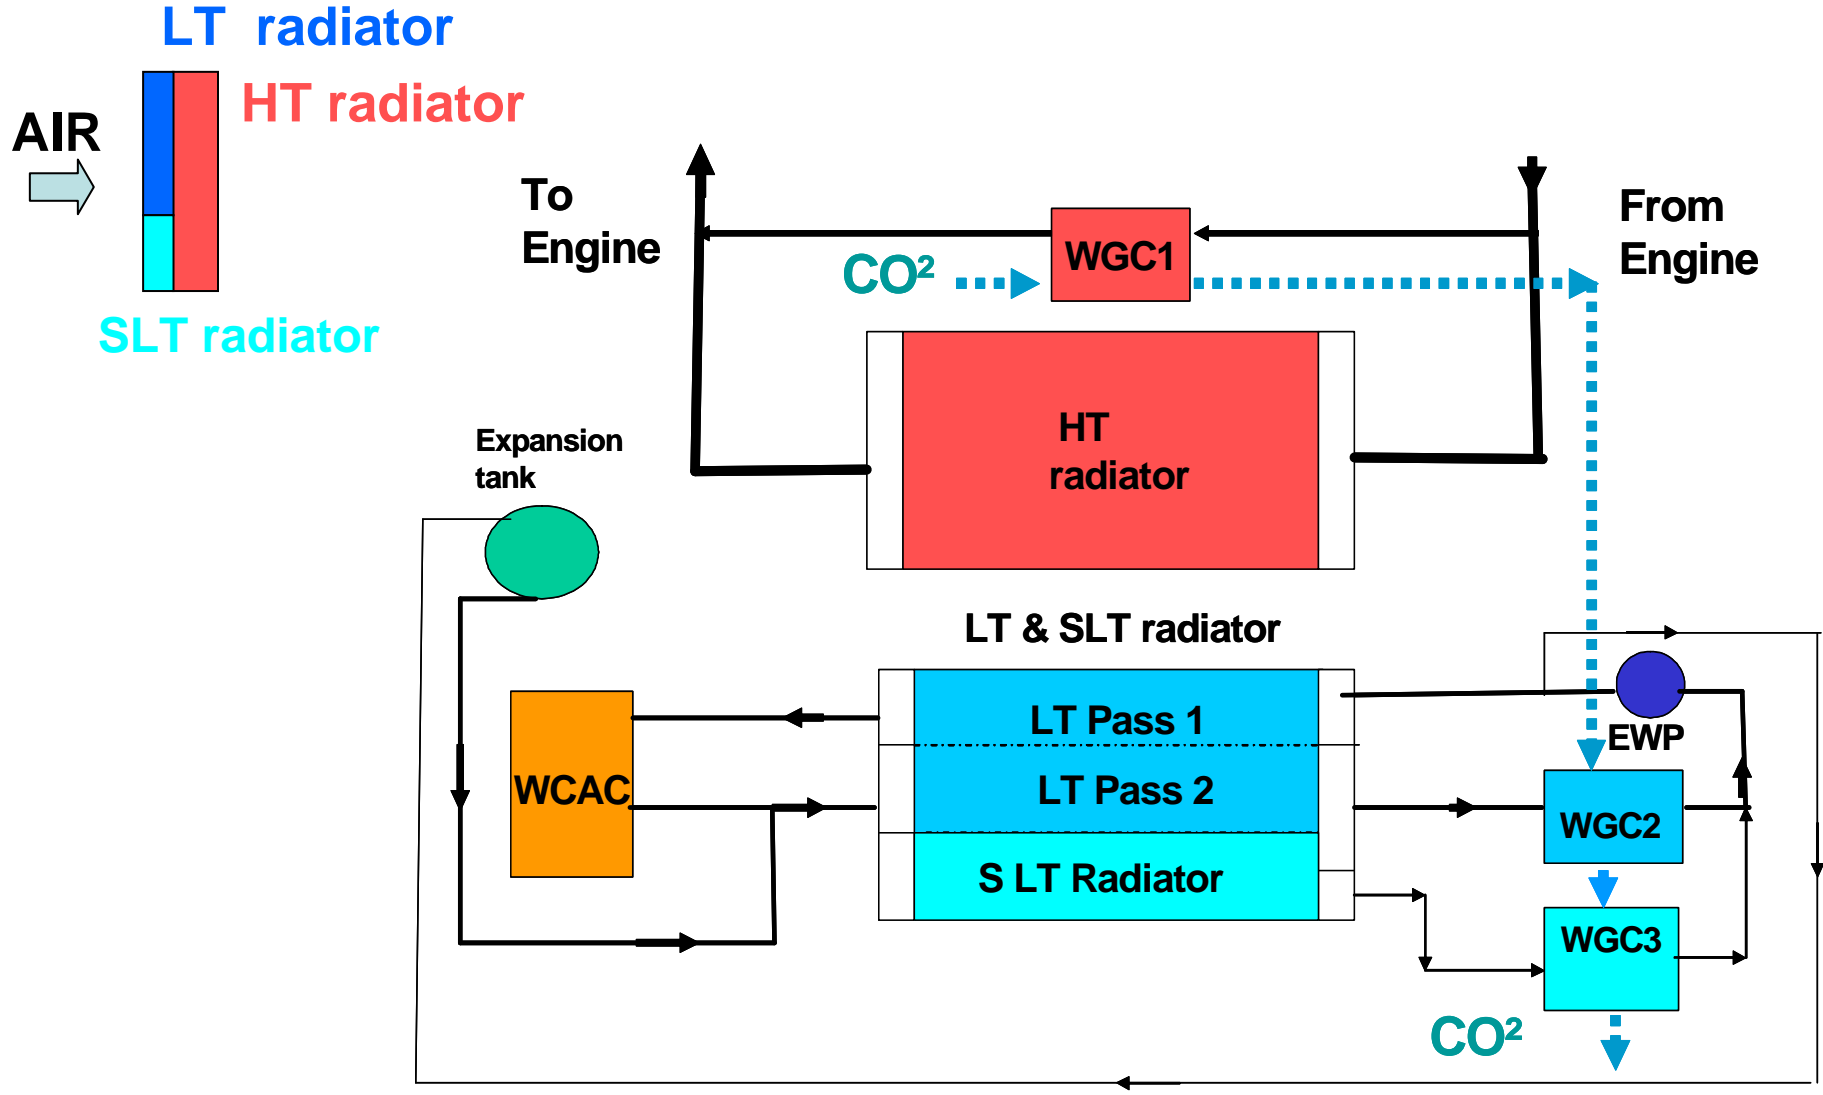 LT radiator
HT radiator
AIR
SLT radiator
To
Engine
WGC1
From
Engine
CO²
HT
radiator
Expansion
tank
LT & SLT radiator
LT Pass 1
EWP
WCAC
LT Pass 2
WGC2
S LT Radiator
WGC3
CO²